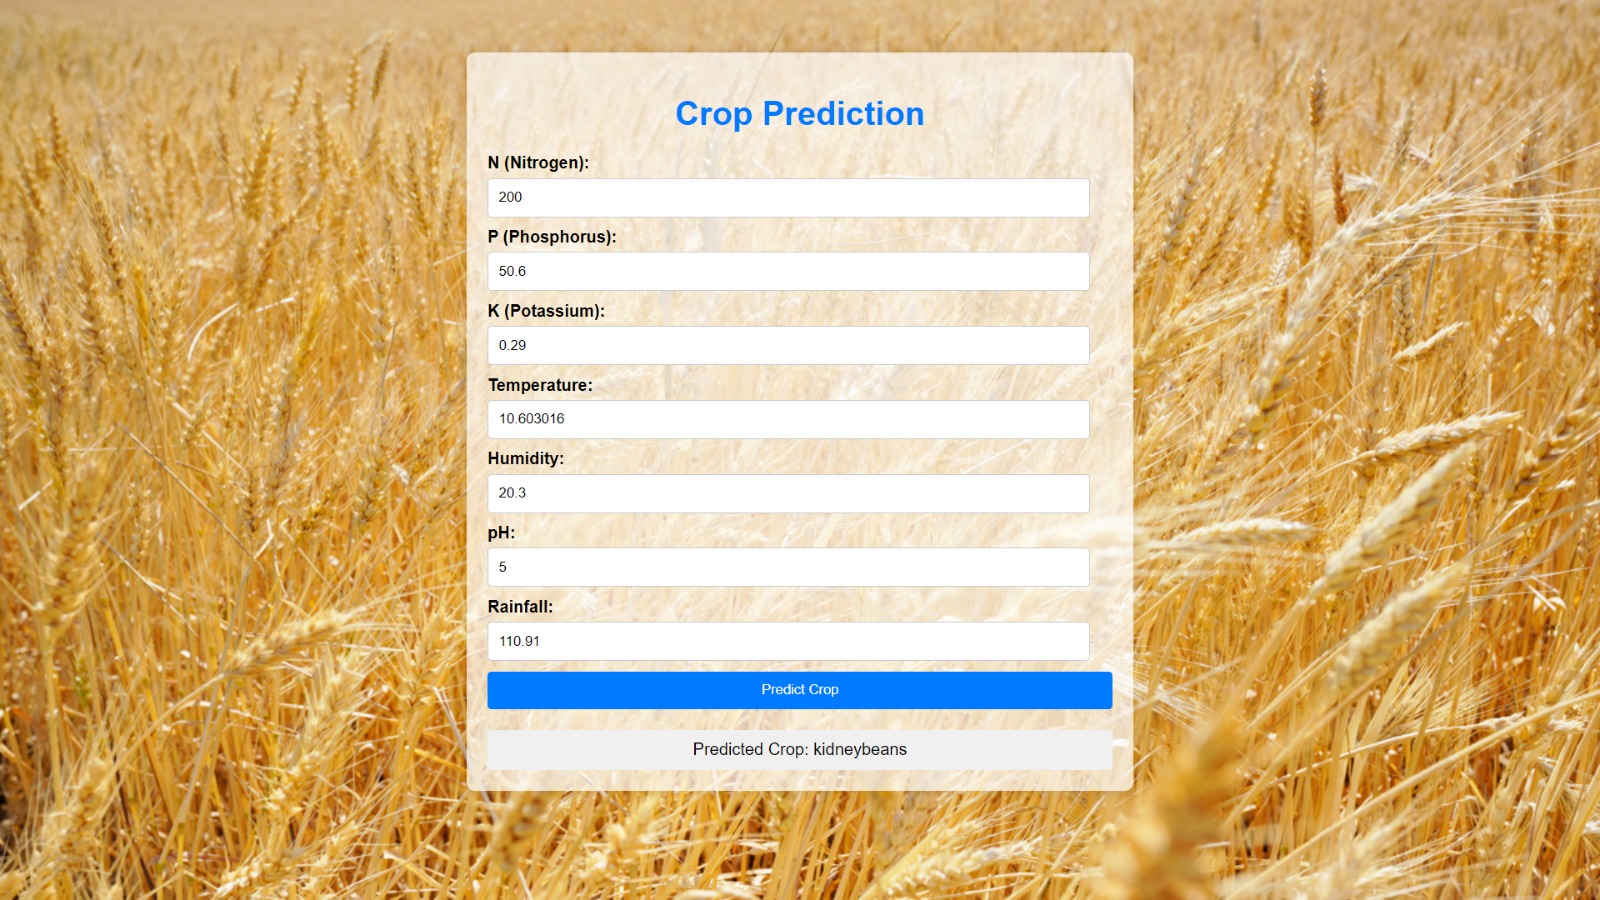 Crop Prediction
N (Nitrogen):
200
P (Phosphorus):
50.6
K (Potassium):
0.29
Temperature:
10.603016
Humidity:
20.3
pH:
5
Rainfall:
110.91
Predict Crop
Predicted Crop: kidneybeans